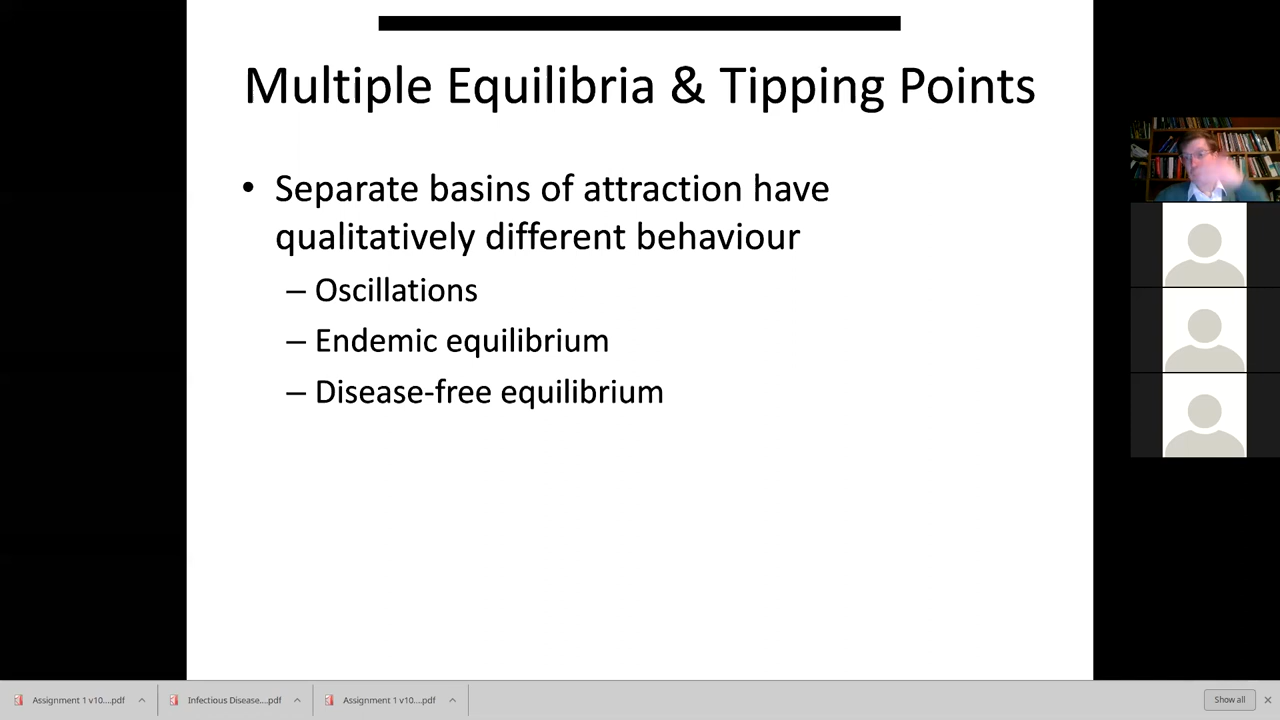 Multiple Equilibria & Tipping Points
• Separate basins of attraction have
qualitatively different behaviour
– Oscillations
– Endemic equilibrium
– Disease-free equilibrium
Assignment 1 v10....pdf
Infectious Disease....pdf
Assignment 1 v10....pdf
Show all